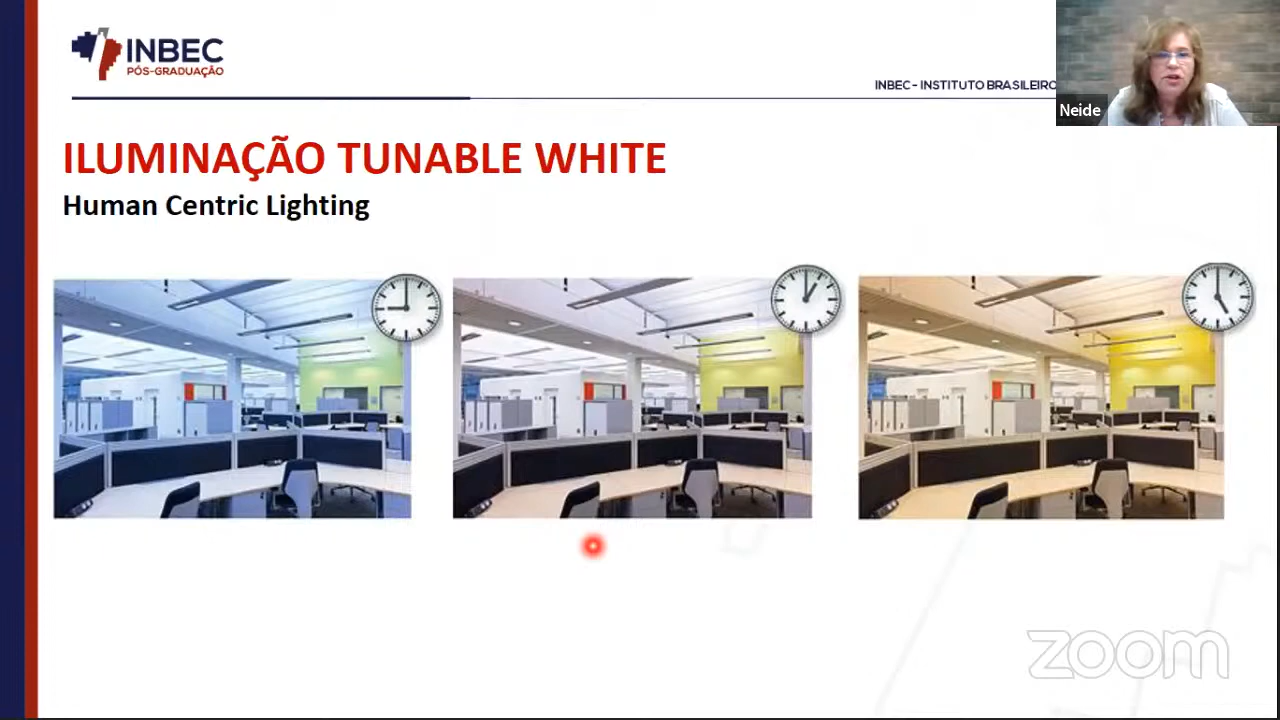 INBEC
PÓS-GRADUAÇÃO
INBEC - INSTITUTO BRASILEIRO
Neide
ILUMINAÇÃO TUNABLE WHITE
Human Centric Lighting
zoom